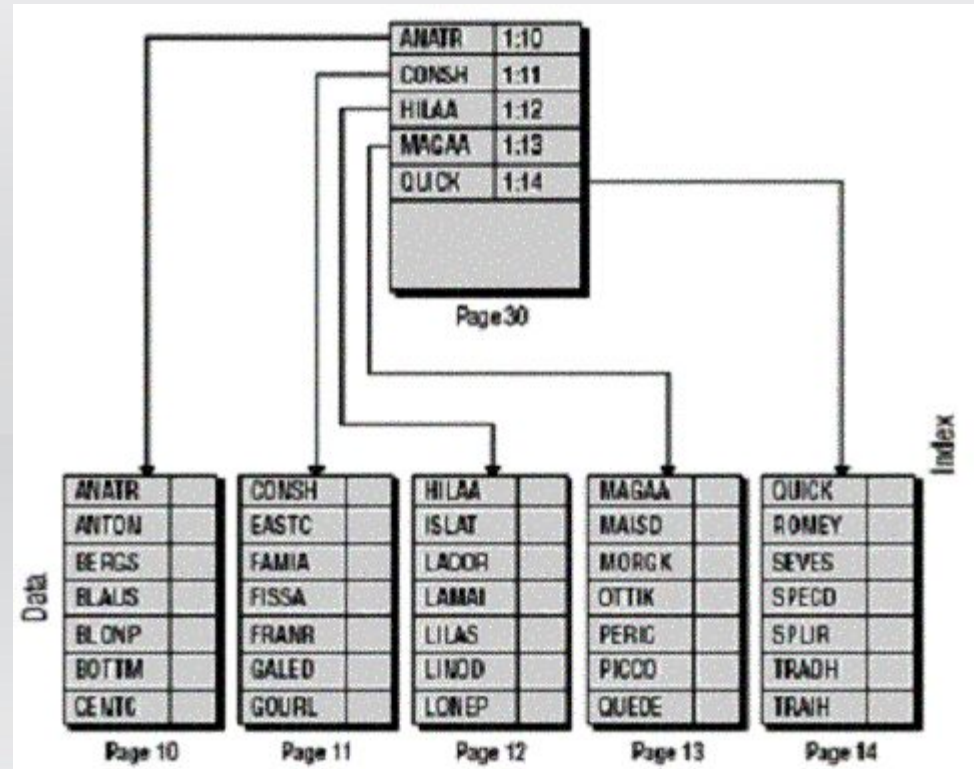 ANATR 1:10
CONSH 1:11
HILAA 1:12
MAGAA 1:13
QUICK 1:14
Page 30
Index
Data
ANATR
ANTON
BERGS
BLAUS
BLONP
BOTTM
CENTC
Page 10
CONSH
EASTC
FAMIA
FISSA
FRANR
GALED
GOURL
Page 11
HILAA
ISLAT
LACOR
LAMAI
LILAS
LINOD
LONEP
Page 12
MAGAA
MAISD
MORGK
OTTIK
PERIC
PICCO
QUEDE
Page 13
QUICK
ROMEY
SEVES
SPECD
SPLIR
TRADH
TRAIH
Page 14